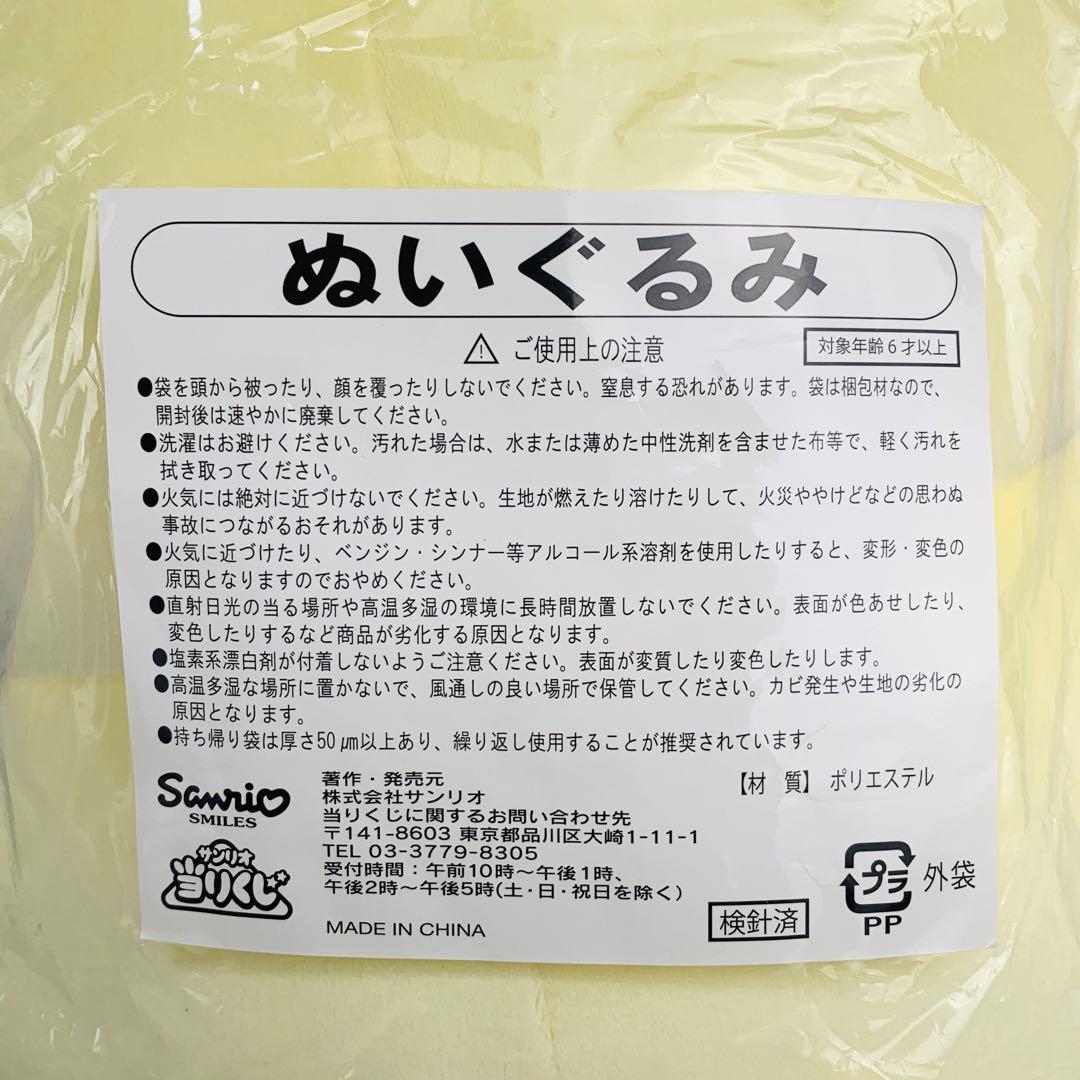 ぬいぐるみ
⚠ ご使用上の注意
対象年齢6才以上
●袋を頭から被ったり、顔を覆ったりしないでください。窒息する恐れがあります。袋は梱包材なので、
開封後は速やかに廃棄してください。
●洗濯はお避けください。汚れた場合は、水または薄めた中性洗剤を含ませた布等で、軽く汚れを
拭き取ってください。
●火気には絶対に近づけないでください。生地が燃えたり溶けたりして、火災ややけどなどの思わぬ
事故につながるおそれがあります。
●火気に近づけたり、ベンジン・シンナー等アルコール系溶剤を使用したりすると、変形・変色の
原因となりますのでおやめください。
●直射日光の当る場所や高温多湿の環境に長時間放置しないでください。表面が色あせしたり、
変色したりするなど商品が劣化する原因となります。
●塩素系漂白剤が付着しないようご注意ください。表面が変質したり変色したりします。
●高温多湿な場所に置かないで、風通しの良い場所で保管してください。カビ発生や生地の劣化の
原因となります。
●持ち帰り袋は厚さ50μm以上あり、繰り返し使用することが推奨されています。
Sanrio
SMILES
サンリオ
当りくじ
著作・発売元
株式会社サンリオ
当りくじに関するお問い合わせ先
〒141-8603 東京都品川区大崎1-11-1
TEL 03-3779-8305
受付時間：午前10時～午後1時、
午後2時～午後5時(土・日・祝日を除く)
MADE IN CHINA
【材 質】 ポリエステル
プラ
PP
外袋
検針済